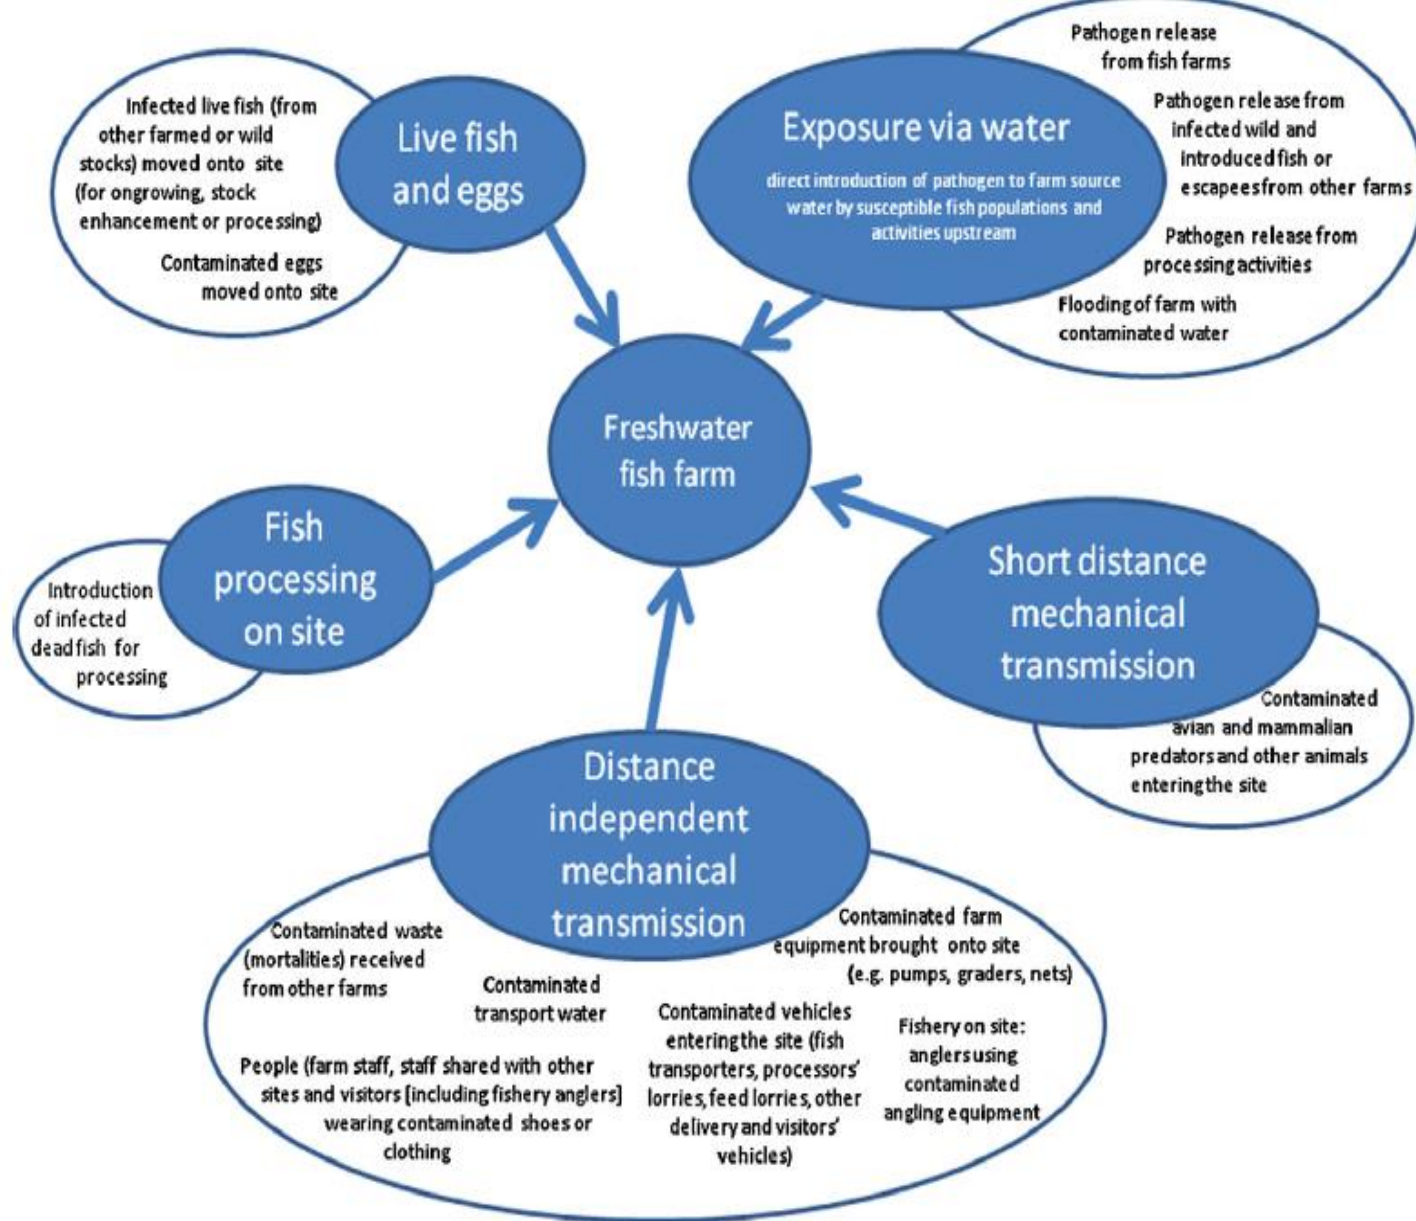 Infected live fish (from
other farmed or wild
stocks) moved onto site
(for ongrowing, stock
enhancement or processing)
Contaminated eggs
moved onto site
Live fish
and eggs
Exposure via water
direct introduction of pathogen to farm source
water by susceptible fish populations and
activities upstream
Pathogen release
from fish farms
Pathogen release from
infected wild and
introduced fish or
escapees from other farms
Pathogen release from
processing activities
Flooding of farm with
contaminated water
Freshwater
fish farm
Fish
processing
on site
Introduction
of infected
dead fish for
processing
Short distance
mechanical
transmission
Contaminated
avian and mammalian
predators and other animals
entering the site
Distance
independent
mechanical
transmission
Contaminated waste
(mortalities) received
from other farms
Contaminated
transport water
Contaminated farm
equipment brought onto site
(e.g. pumps, graders, nets)
People (farm staff, staff shared with other
sites and visitors [including fishery anglers]
wearing contaminated shoes or
clothing
Contaminated vehicles
entering the site (fish
transporters, processors'
lorries, feed lorries, other
delivery and visitors'
vehicles)
Fishery on site:
anglers using
contaminated
angling equipment